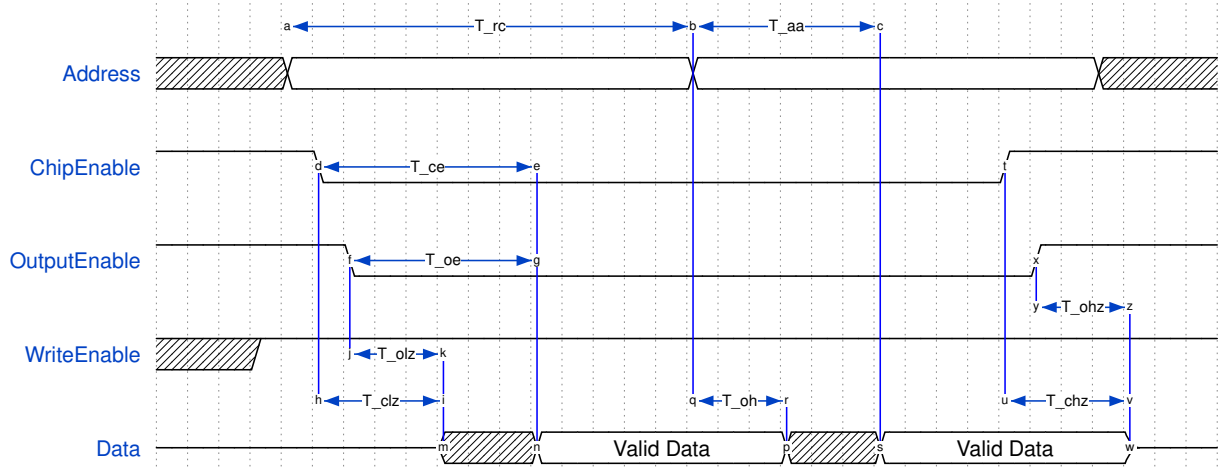 a T_rc b T_aa c
Address
ChipEnable d T_ce e t
OutputEnable f T_oe g x
y T_ohz z
WriteEnable j T_olz k
h T_clz i q T_oh r u T_chz v
Data m n Valid Data p s Valid Data w